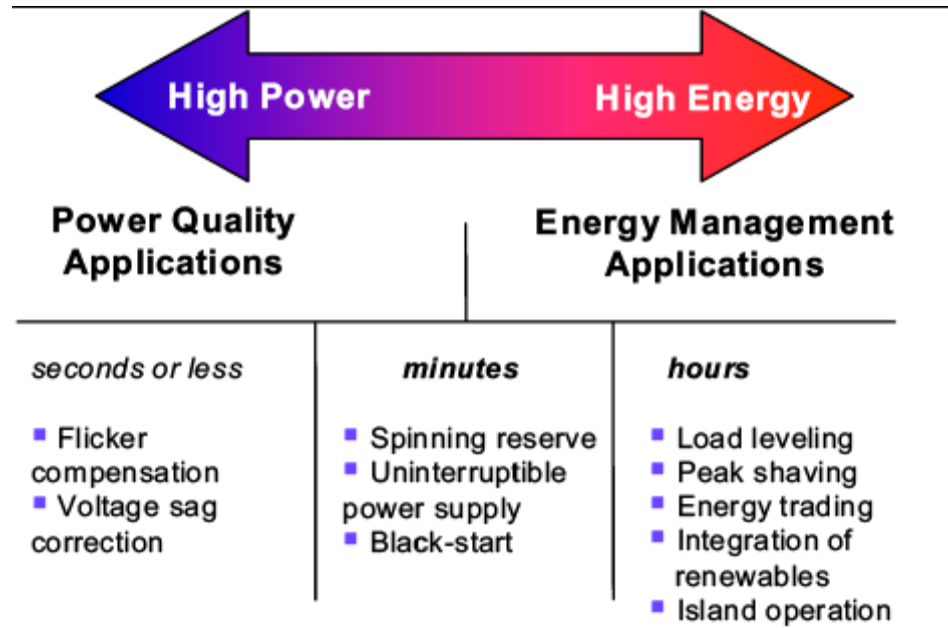 High Power
High Energy
Power Quality
Applications
Energy Management
Applications
seconds or less
■ Flicker
compensation
■ Voltage sag
correction
minutes
■ Spinning reserve
■ Uninterruptible
power supply
■ Black-start
hours
■ Load leveling
■ Peak shaving
■ Energy trading
■ Integration of
renewables
■ Island operation